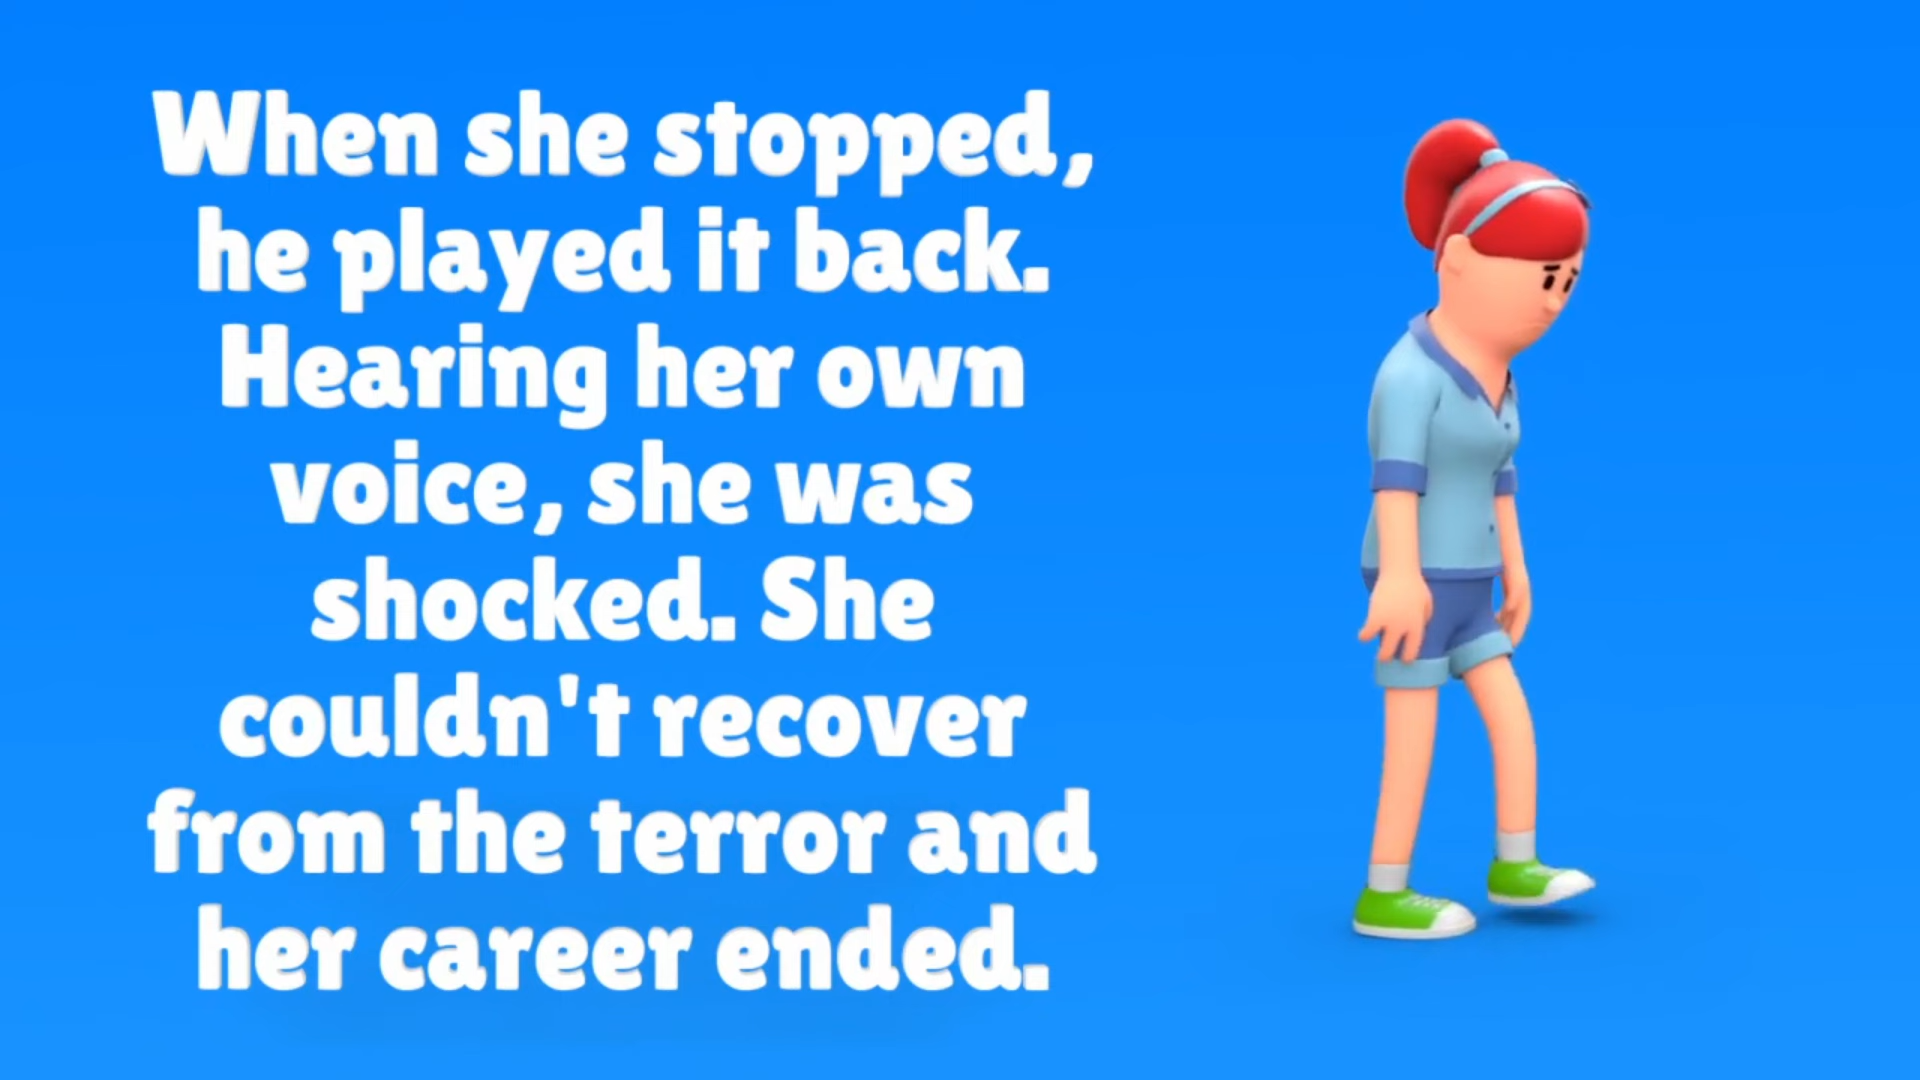 When she stopped,
he played it back.
Hearing her own
voice, she was
shocked. She
couldn't recover
from the terror and
her career ended.